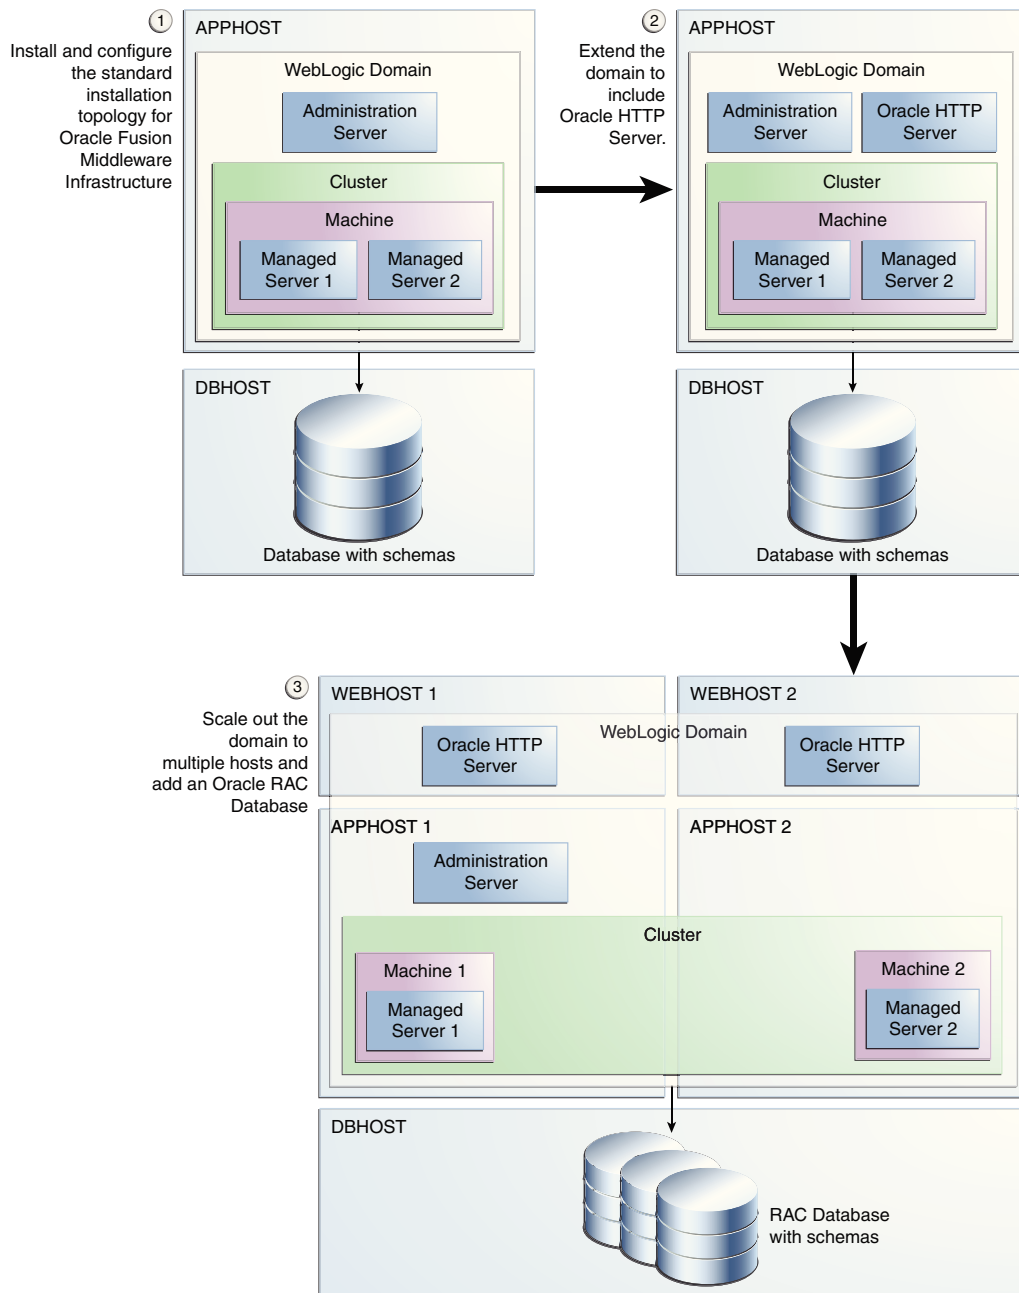 1
Install and configure
the standard
installation
topology for
Oracle Fusion
Middleware
Infrastructure
APPHOST
WebLogic Domain
Administration
Server
Cluster
Machine
Managed
Server 1
Managed
Server 2
DBHOST
Database with schemas
2
Extend the
domain to
include
Oracle HTTP
Server.
APPHOST
WebLogic Domain
Administration
Server
Oracle HTTP
Server
Cluster
Machine
Managed
Server 1
Managed
Server 2
DBHOST
Database with schemas
3
Scale out the
domain to
multiple hosts and
add an Oracle RAC
Database
WEBHOST 1
WEBHOST 2
WebLogic Domain
Oracle HTTP
Server
Oracle HTTP
Server
APPHOST 1
APPHOST 2
Administration
Server
Cluster
Machine 1
Managed
Server 1
Machine 2
Managed
Server 2
DBHOST
RAC Database
with schemas